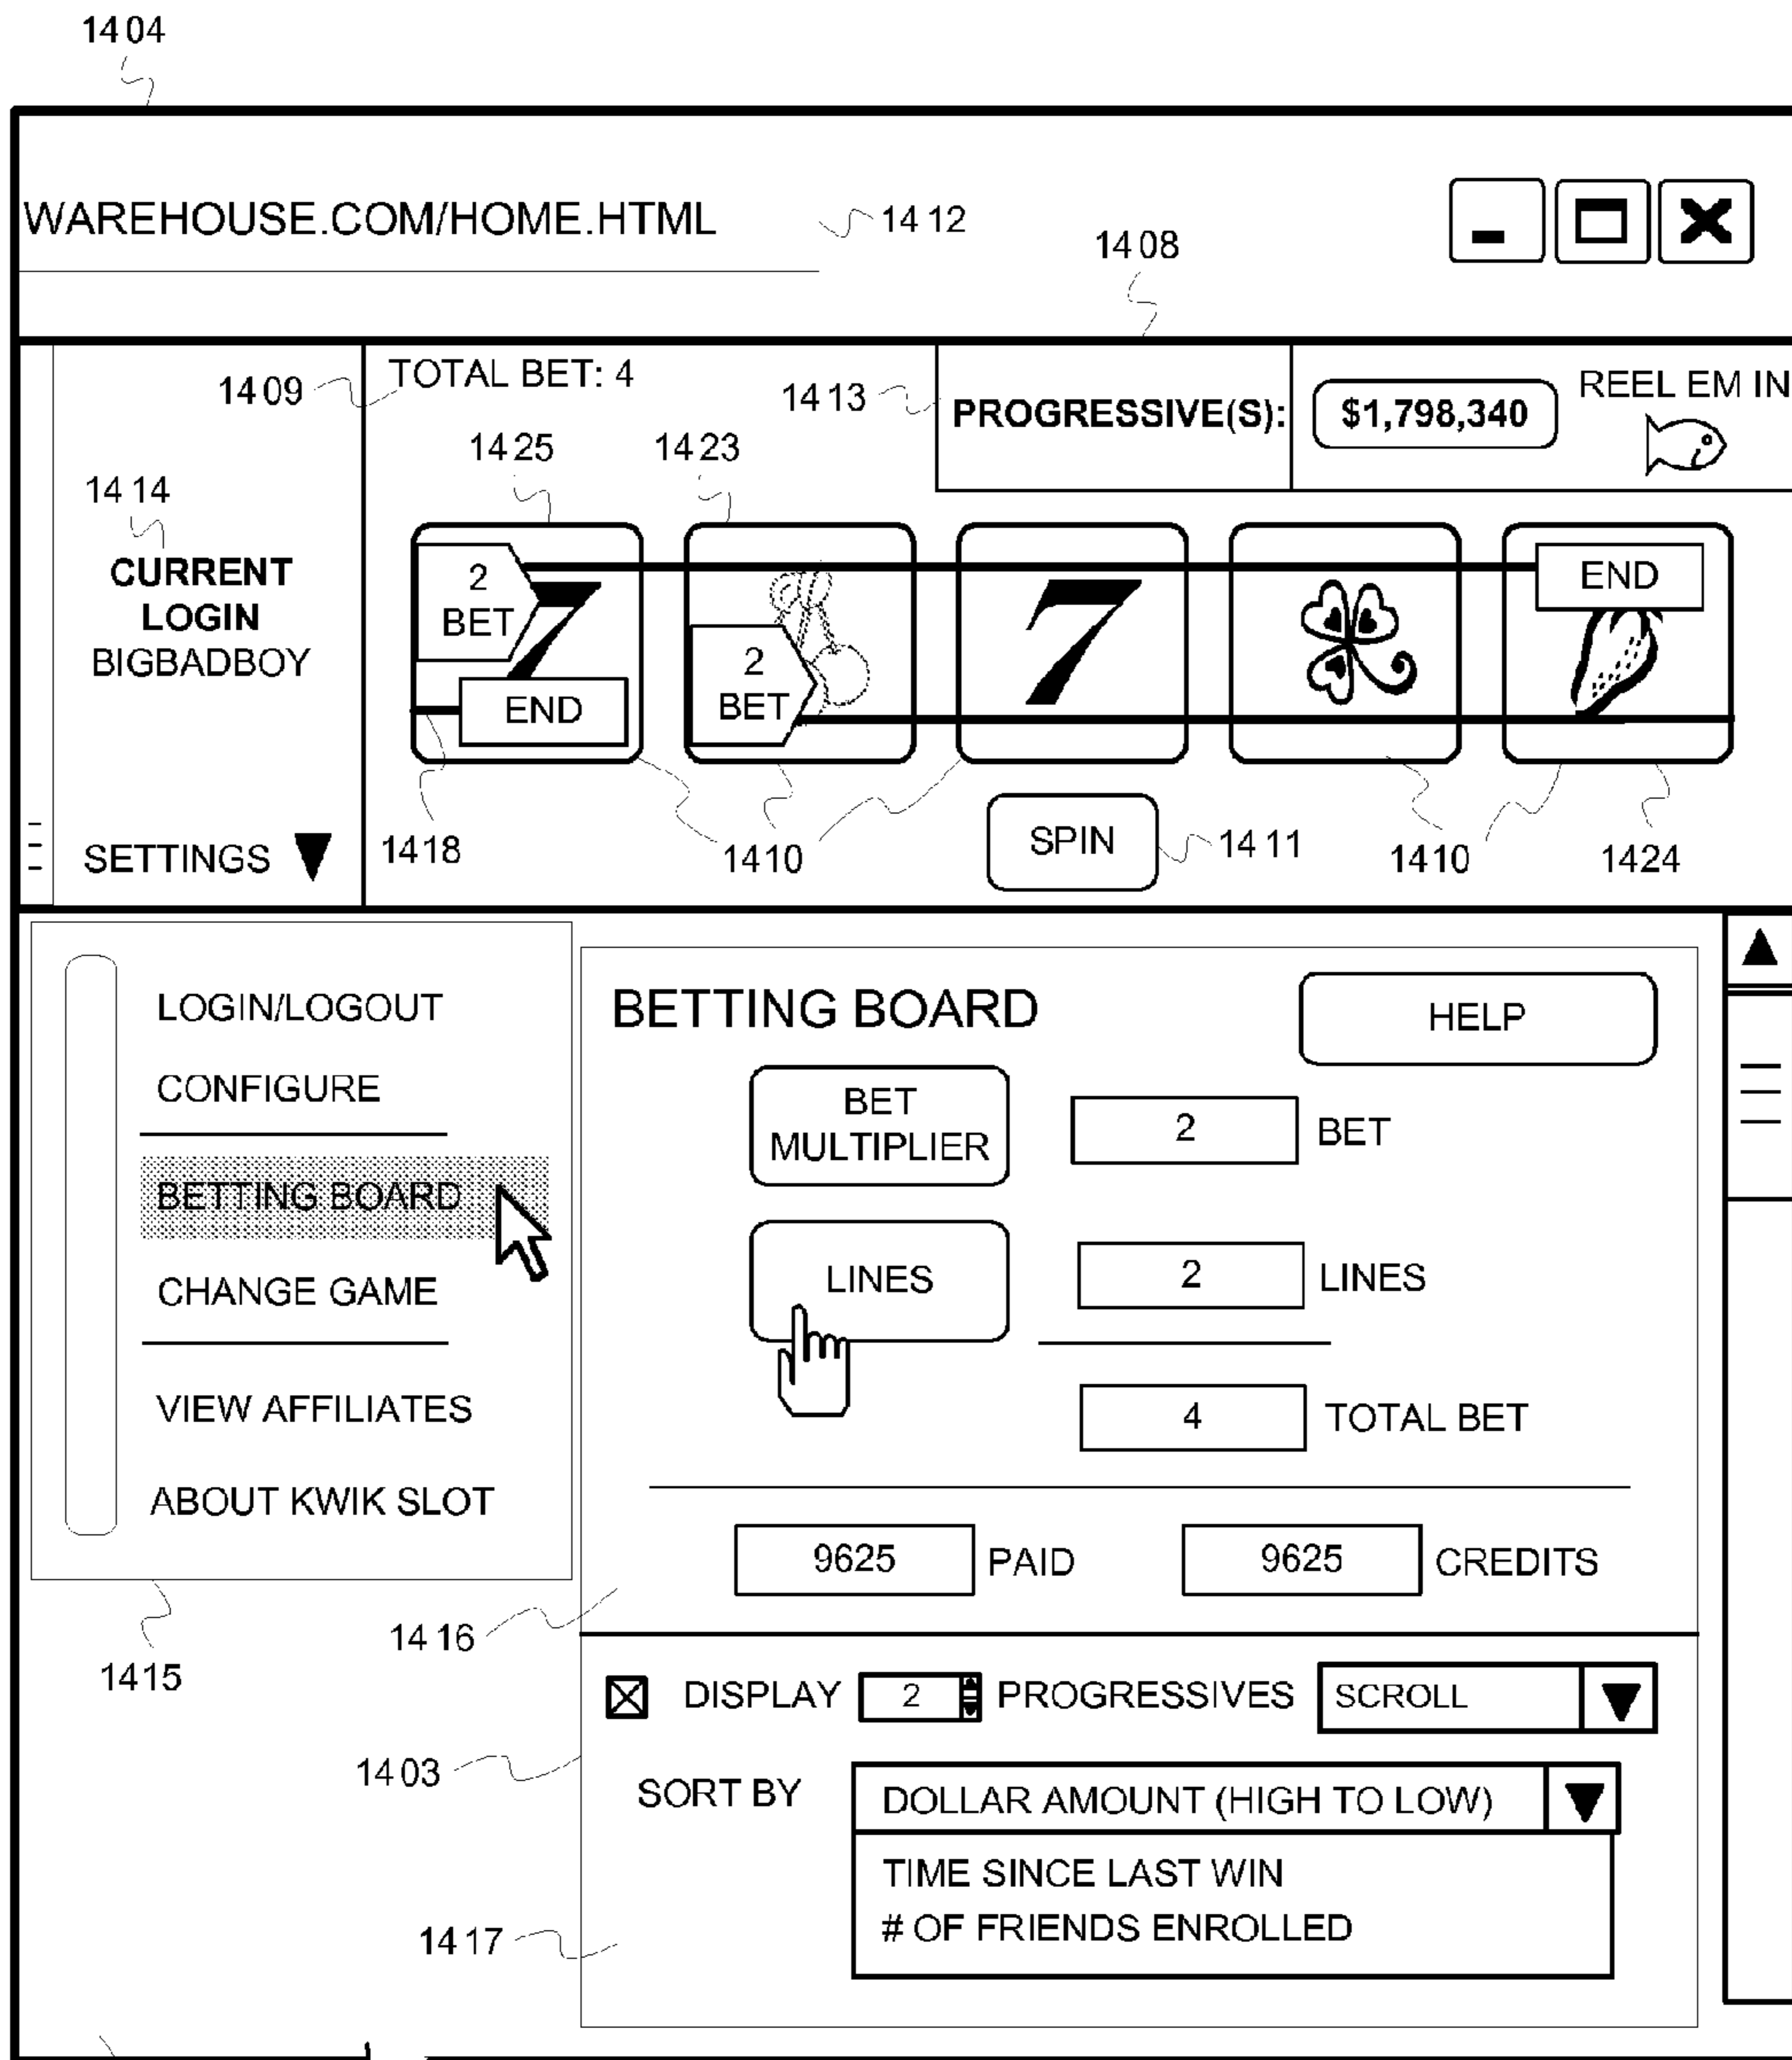 1404
WAREHOUSE.COM/HOME.HTML
1412
1408
1409
TOTAL BET: 4
1413
PROGRESSIVE(S):
$1,798,340
REEL EM IN
1425
1423
1414
CURRENT
LOGIN
BIGBADBOY
2
BET
END
2
BET
7
7
END
SETTINGS
1418
1410
SPIN
1411
1410
1424
LOGIN/LOGOUT
CONFIGURE
BETTING BOARD
CHANGE GAME
VIEW AFFILIATES
ABOUT KWIK SLOT
1415
BETTING BOARD
HELP
BET
MULTIPLIER
2 BET
LINES
2 LINES
4 TOTAL BET
9625 PAID
9625 CREDITS
1416
DISPLAY 2 PROGRESSIVES SCROLL
1403
SORT BY
DOLLAR AMOUNT (HIGH TO LOW)
TIME SINCE LAST WIN
# OF FRIENDS ENROLLED
1417